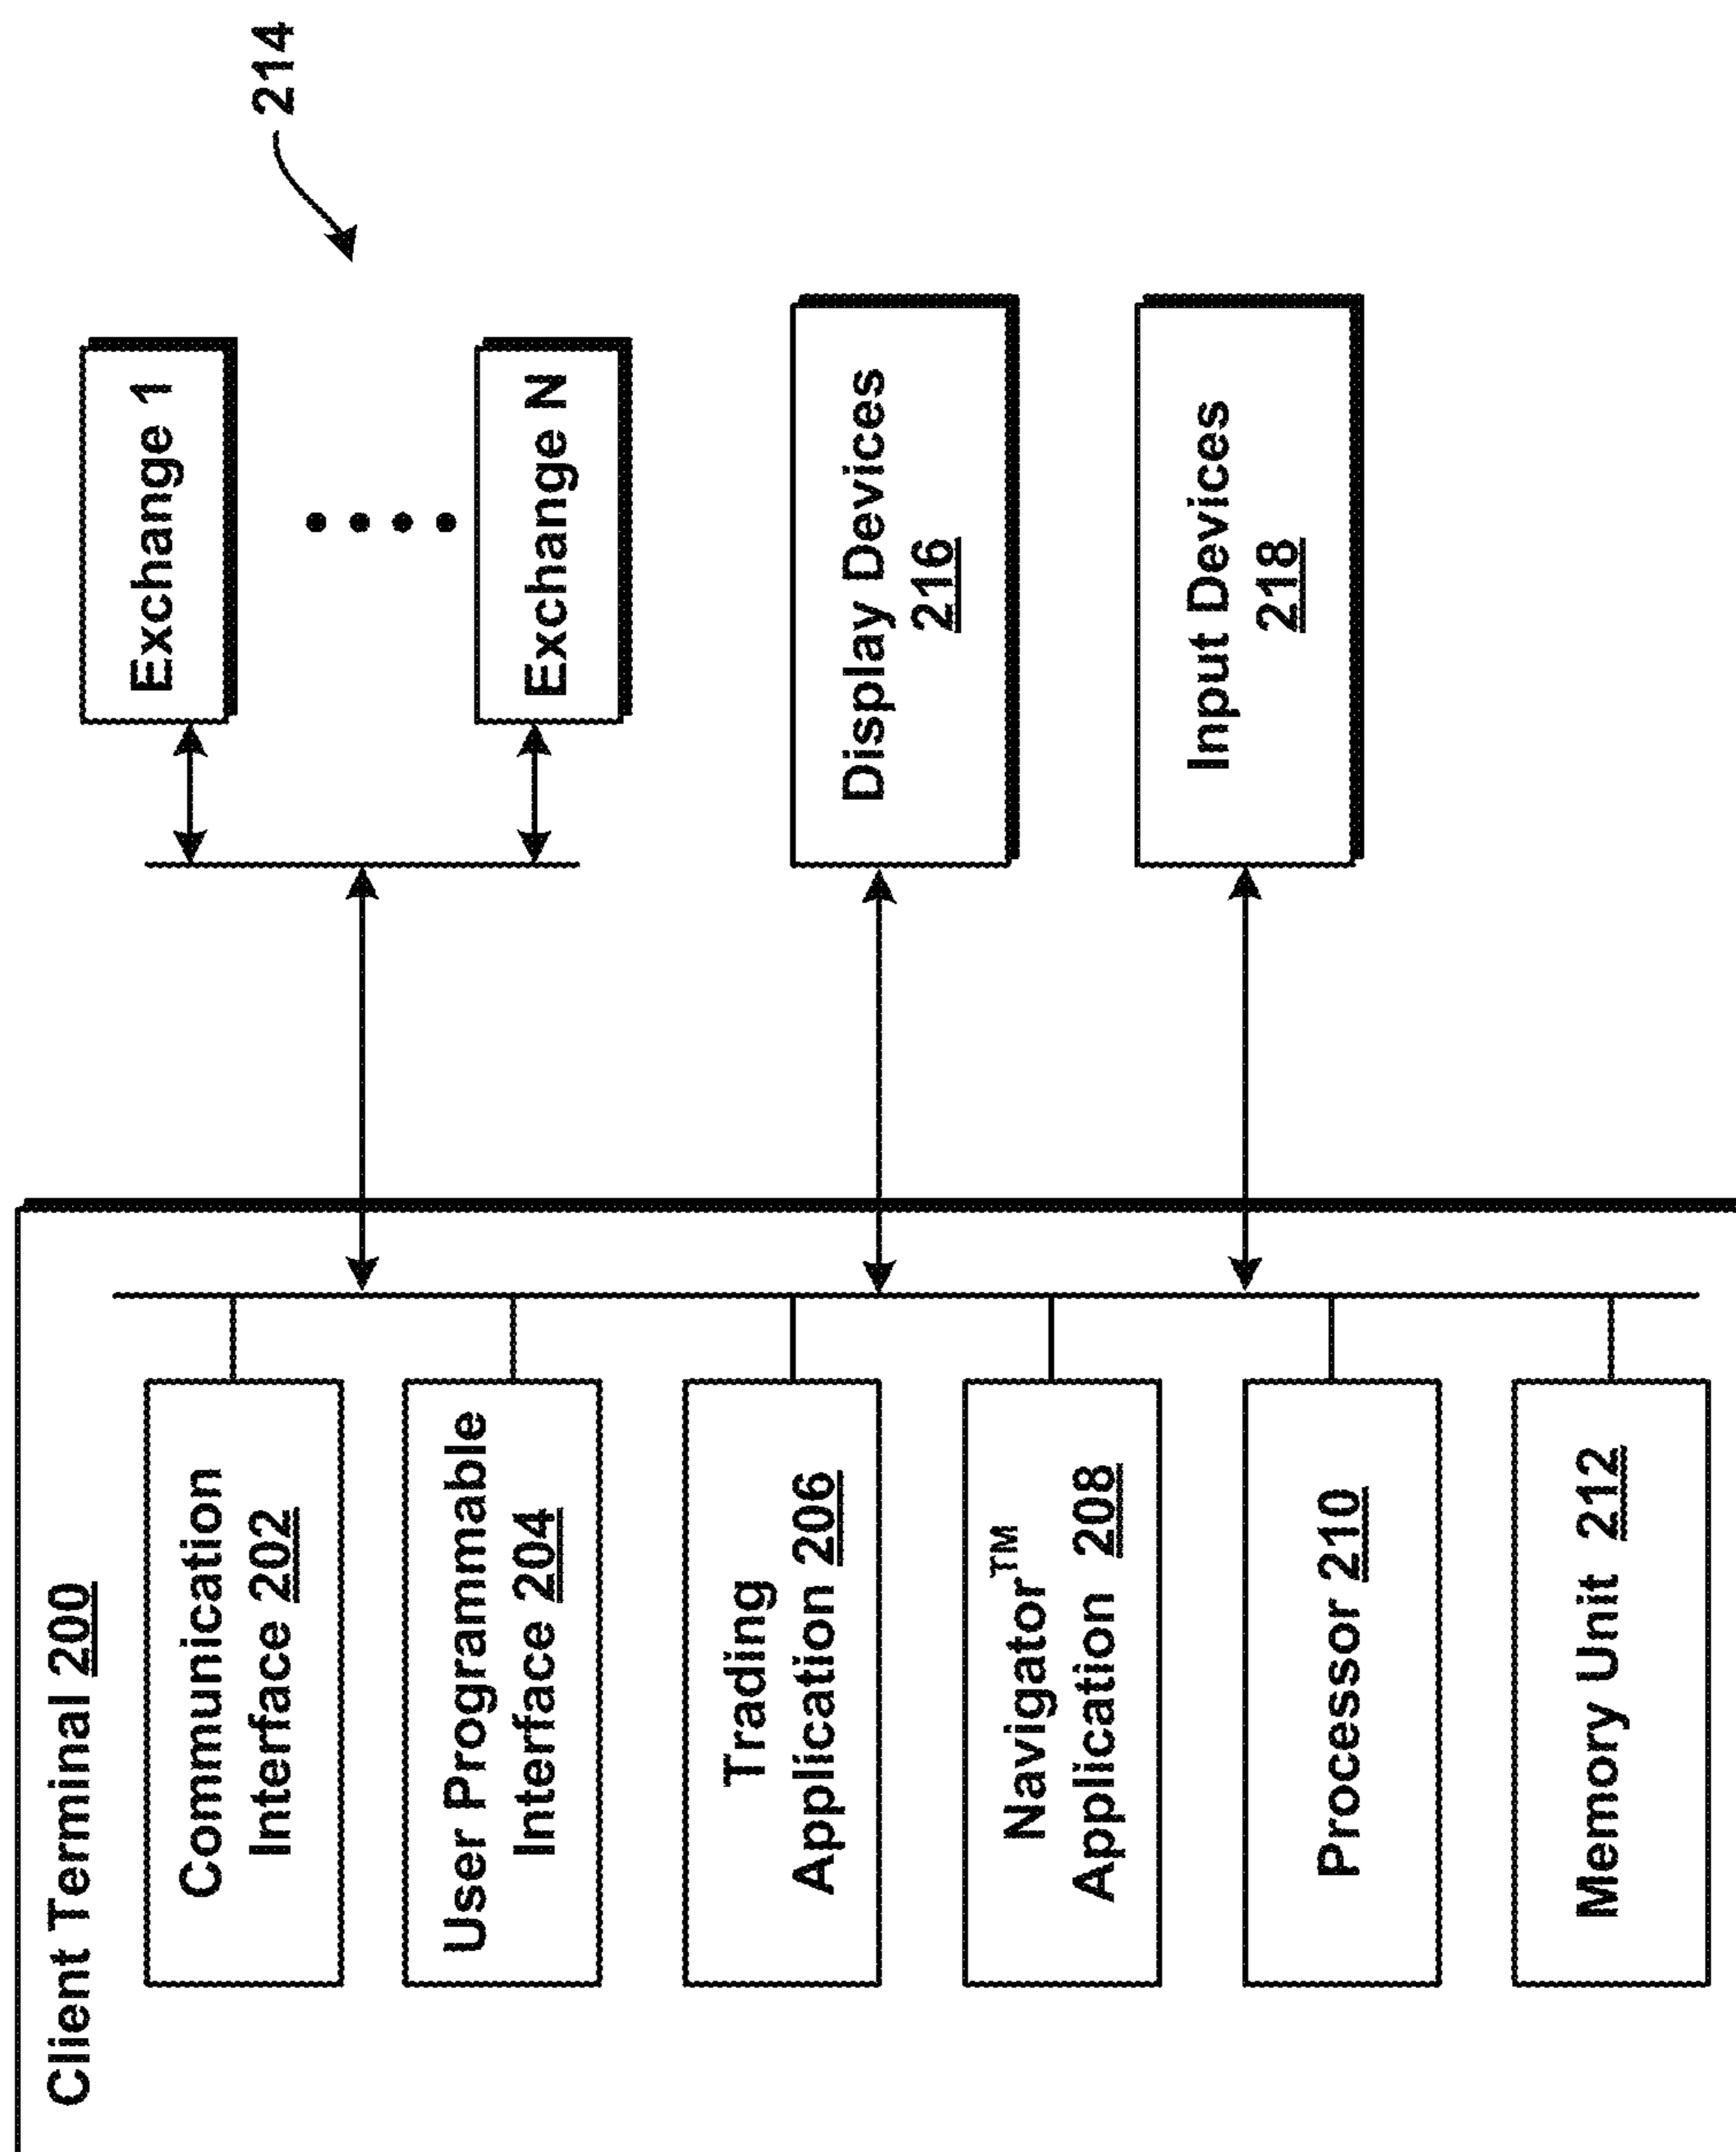 Client Terminal 200
Communication
Interface 202
User Programmable
Interface 204
Trading
Application 206
Navigator™
Application 208
Processor 210
Memory Unit 212
214
Exchange 1
Exchange N
Display Devices
216
Input Devices
218